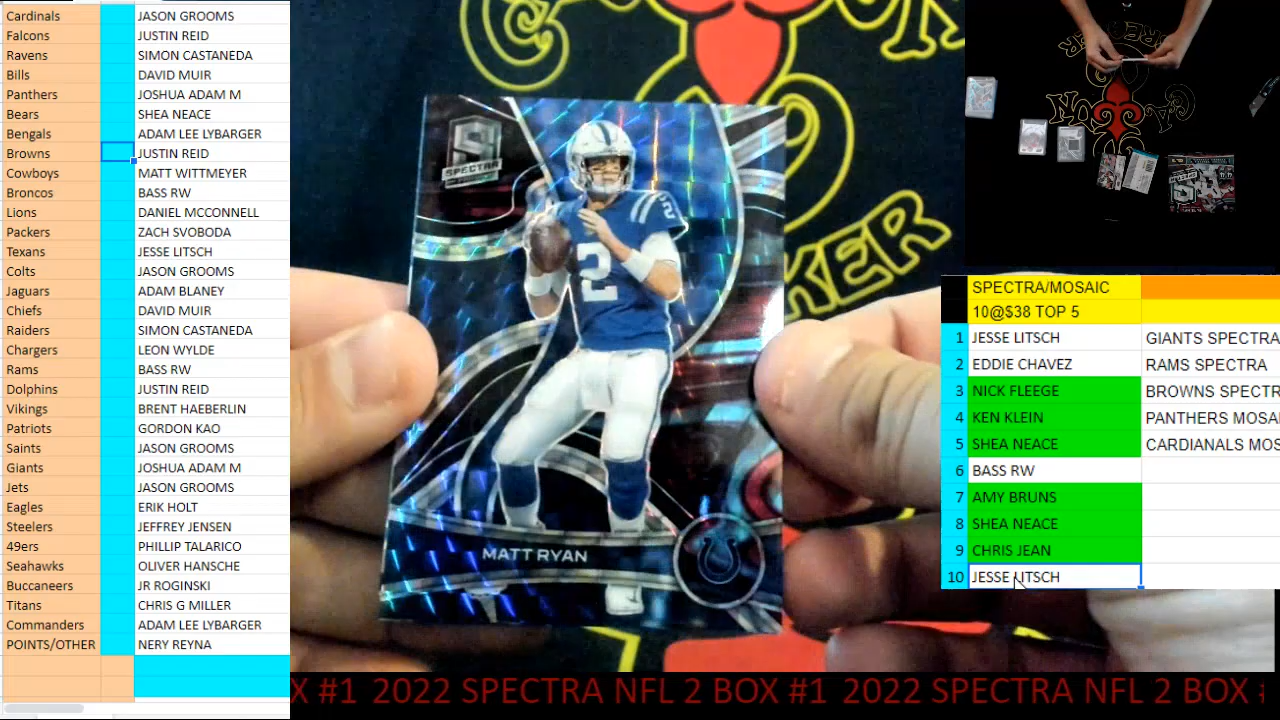 Cardinals JASON GROOMS
Falcons JUSTIN REID
Ravens SIMON CASTANEDA
Bills DAVID MUIR
Panthers JOSHUA ADAM M
Bears SHEA NEACE
Bengals ADAM LEE LYBARGER
Browns JUSTIN REID
Cowboys MATT WITTMEYER
Broncos BASS RW
Lions DANIEL MCCONNELL
Packers ZACH SVOBODA
Texans JESSE LITSCH
Colts JASON GROOMS
Jaguars ADAM BLANEY
Chiefs DAVID MUIR
Raiders SIMON CASTANEDA
Chargers LEON WYLDE
Rams BASS RW
Dolphins JUSTIN REID
Vikings BRENT HAEBERLIN
Patriots GORDON KAO
Saints JASON GROOMS
Giants JOSHUA ADAM M
Jets JASON GROOMS
Eagles ERIK HOLT
Steelers JEFFREY JENSEN
49ers PHILLIP TALARICO
Seahawks OLIVER HANSCHE
Buccaneers JR ROGINSKI
Titans CHRIS G MILLER
Commanders ADAM LEE LYBARGER
POINTS/OTHER NERY REYNA
S
SPECTRA
2
2
MATT RYAN
KER
SPECTRA/MOSAIC
10@$38 TOP 5
1 JESSE LITSCH GIANTS SPECTRA
2 EDDIE CHAVEZ RAMS SPECTRA
3 NICK FLEEGE BROWNS SPECTR
4 KEN KLEIN PANTHERS MOSA
5 SHEA NEACE CARDIANALS MOS
6 BASS RW
7 AMY BRUNS
8 SHEA NEACE
9 CHRIS JEAN
10 JESSE LITSCH
X #1 2022 SPECTRA NFL 2 BOX #1 2022 SPECTRA NFL 2 BOX #